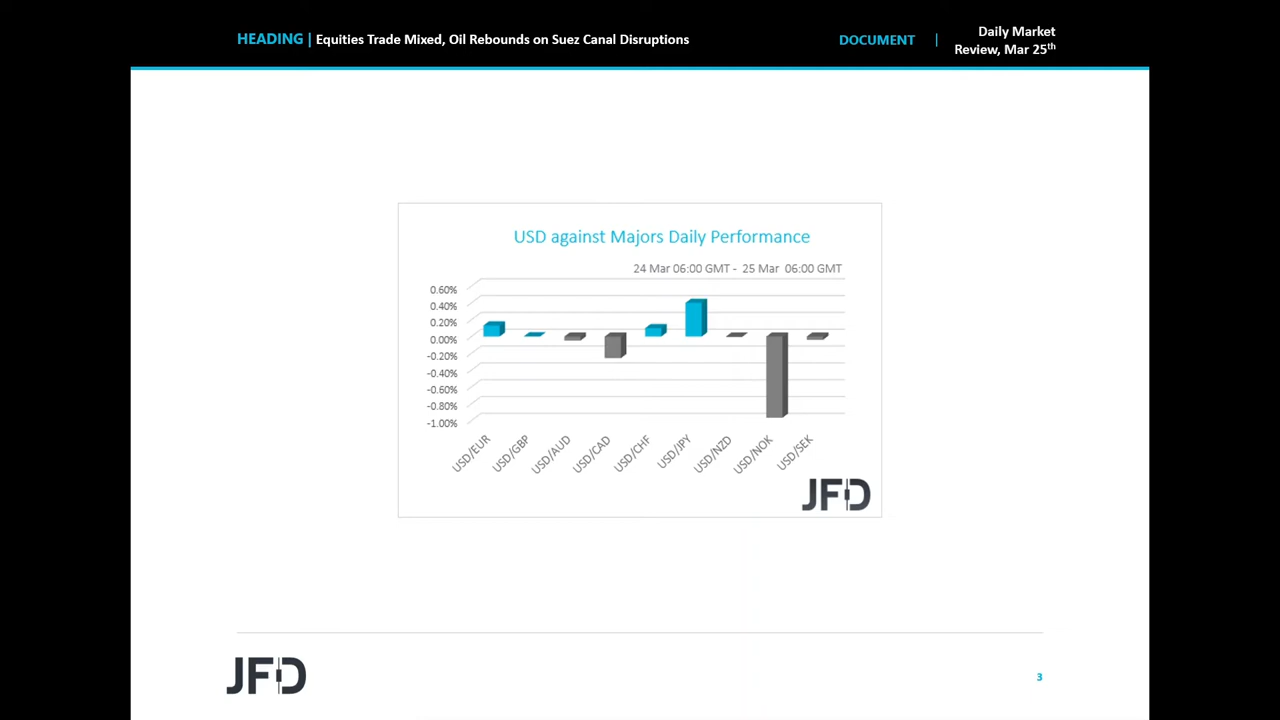 HEADING | Equities Trade Mixed, Oil Rebounds on Suez Canal Disruptions
DOCUMENT | Daily Market
Review, Mar 25th
USD against Majors Daily Performance
24 Mar 06:00 GMT - 25 Mar 06:00 GMT
0.60%
0.40%
0.20%
0.00%
-0.20%
-0.40%
-0.60%
-0.80%
-1.00%
USD/EUR
USD/GBP
USD/AUD
USD/CAD
USD/CHF
USD/JPY
USD/NZD
USD/NOK
USD/SEK
JFD
JFD
3